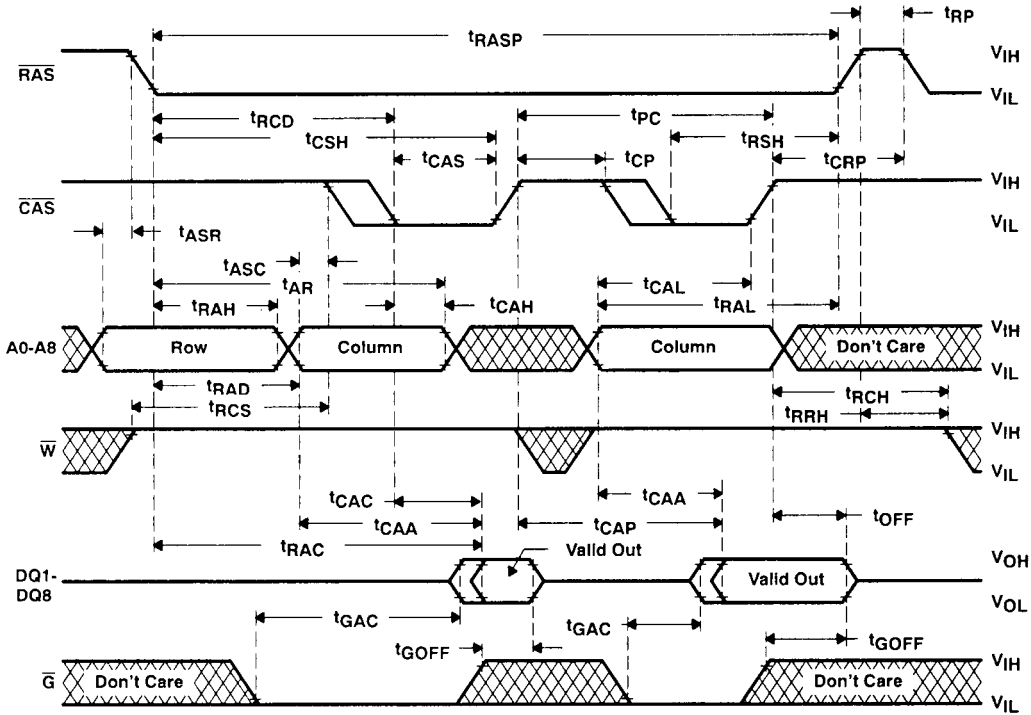 tRP
tRASP
RAS
VIH
VIL
tRCD
tPC
tCSH
tRSH
tCAS
tCP
tCRP
CAS
VIH
VIL
tASR
tASC
tAR
tCAL
tRAH
tCAH
tRAL
A0-A8
Row
Column
Column
Don't Care
VIH
VIL
tRAD
tRCH
tRCS
tRRH
W
VIH
VIL
tCAC
tCAA
tCAA
tCAP
tOFF
tRAC
Valid Out
DQ1-
DQ8
Valid Out
VOH
VOL
tGAC
tGAC
tGOFF
tGOFF
G
Don't Care
Don't Care
VIH
VIL